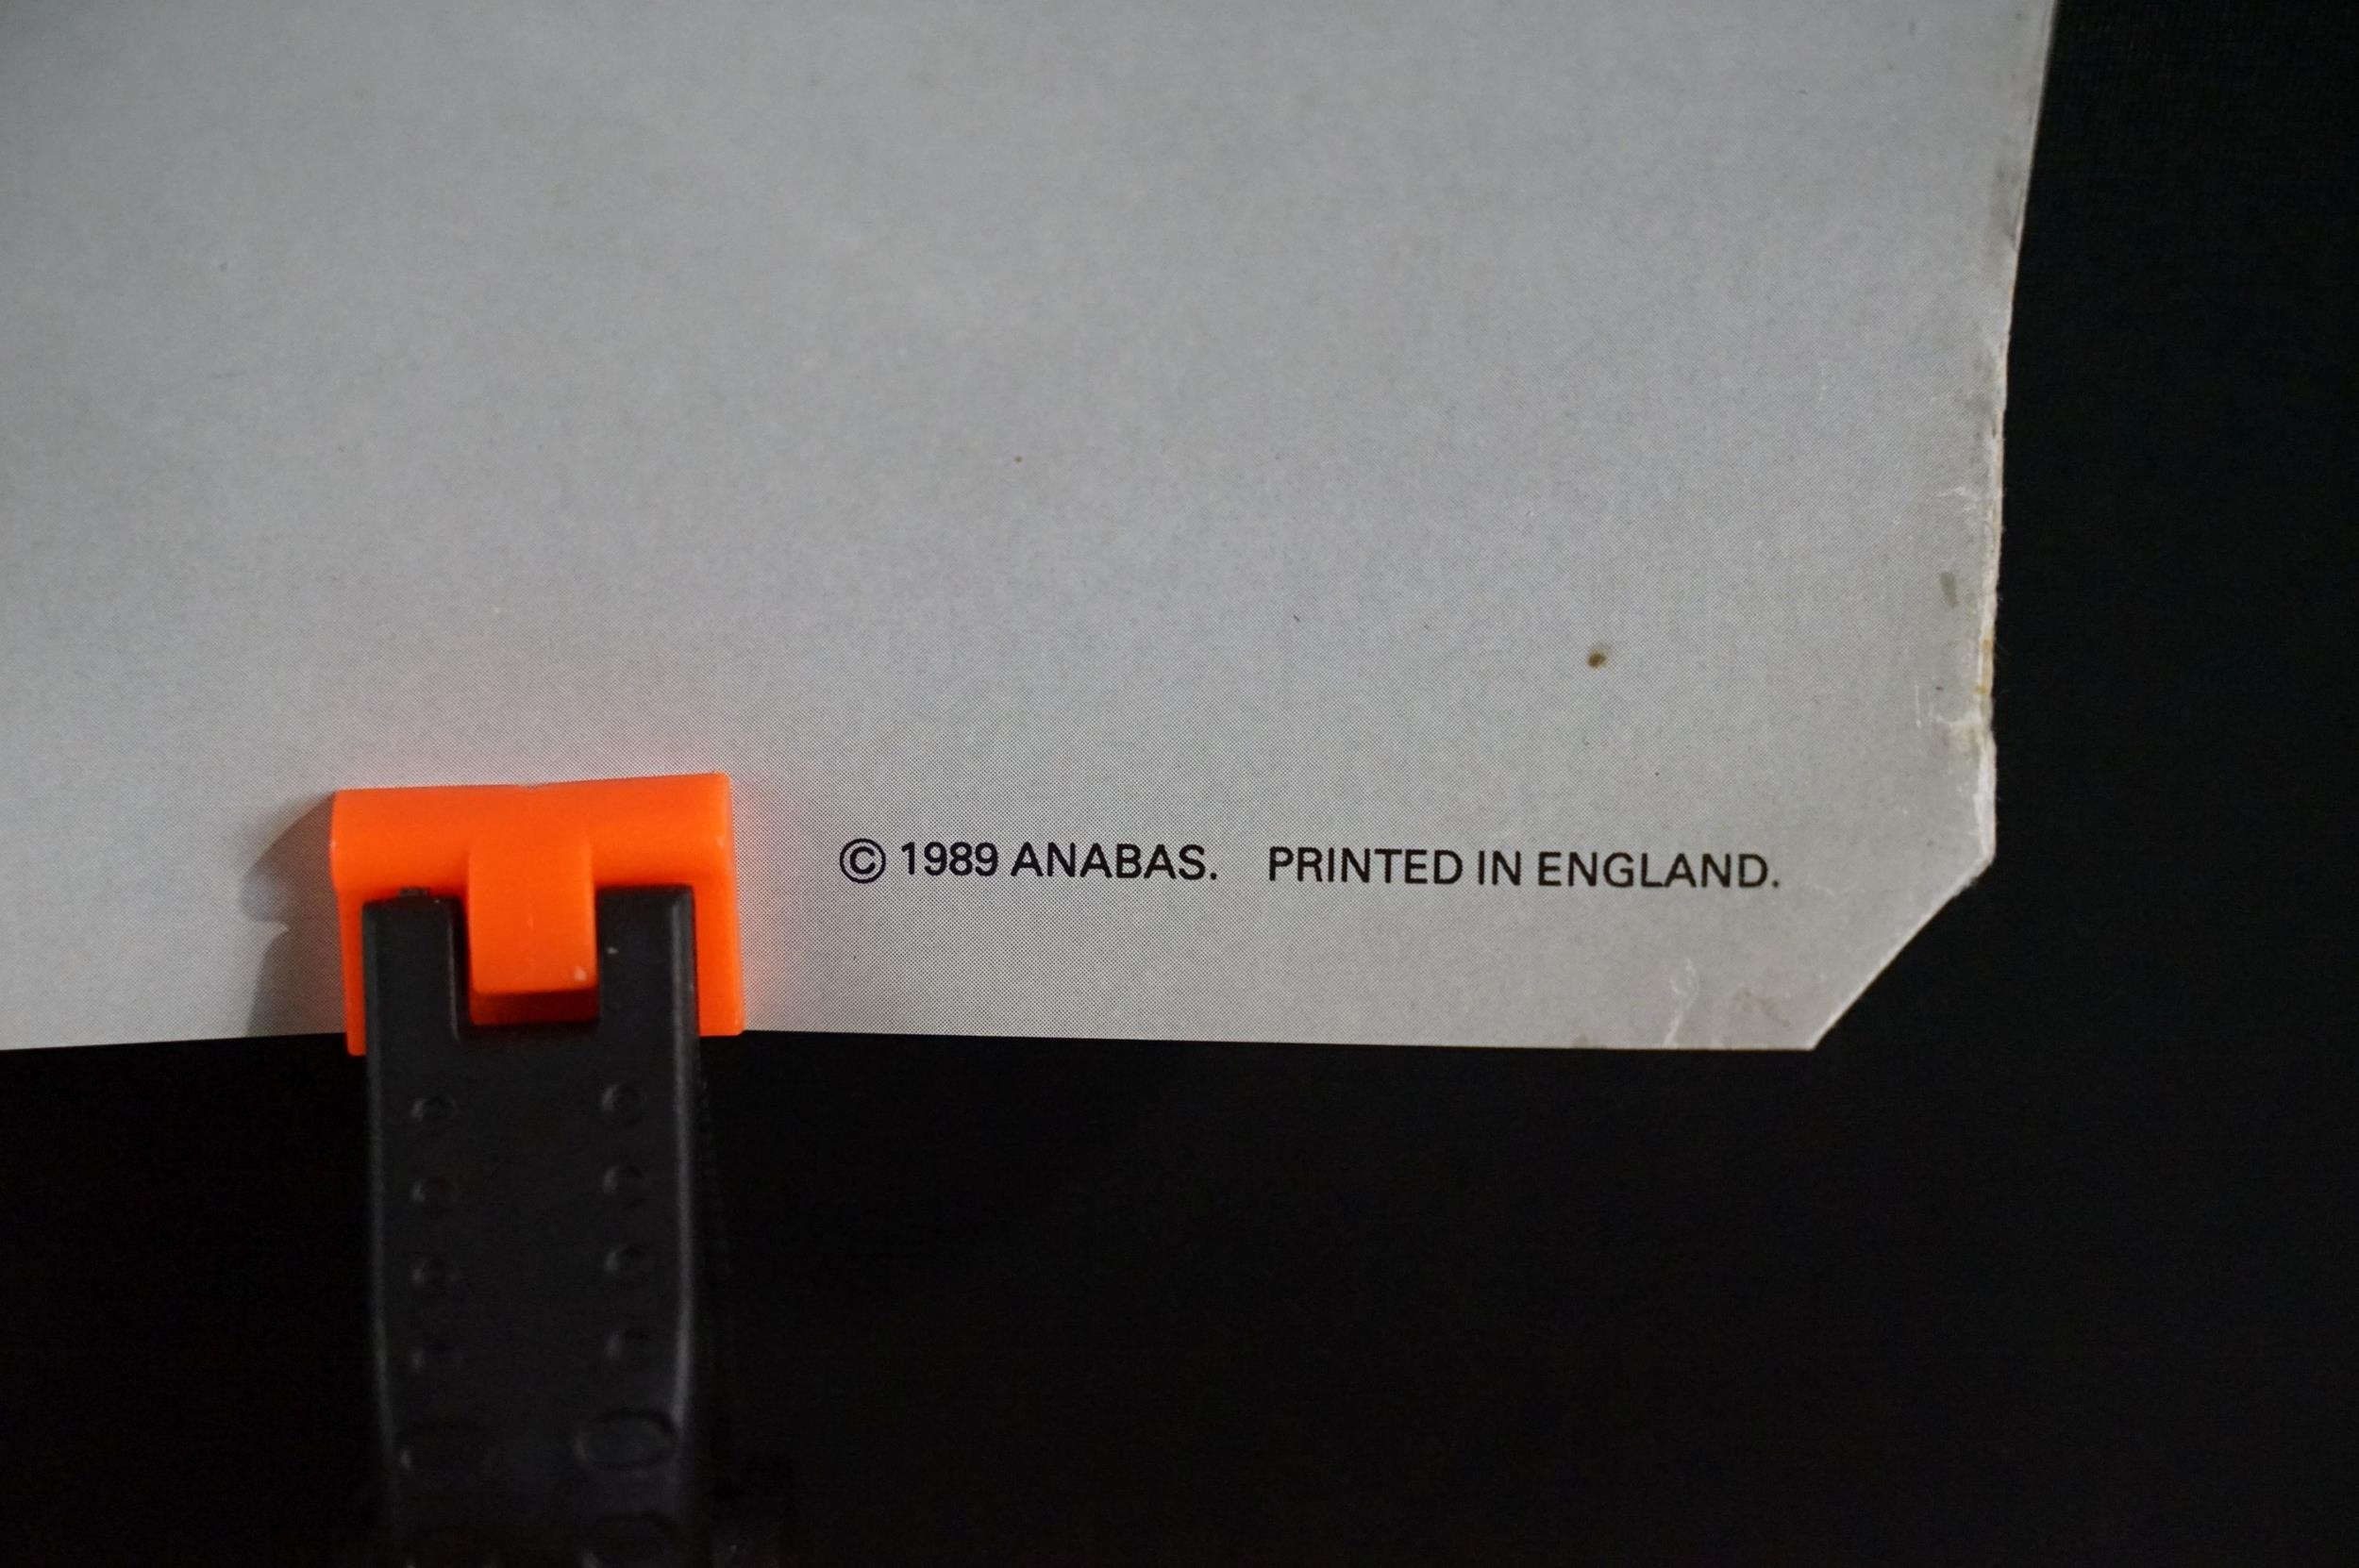 © 1989 ANABAS. PRINTED IN ENGLAND.